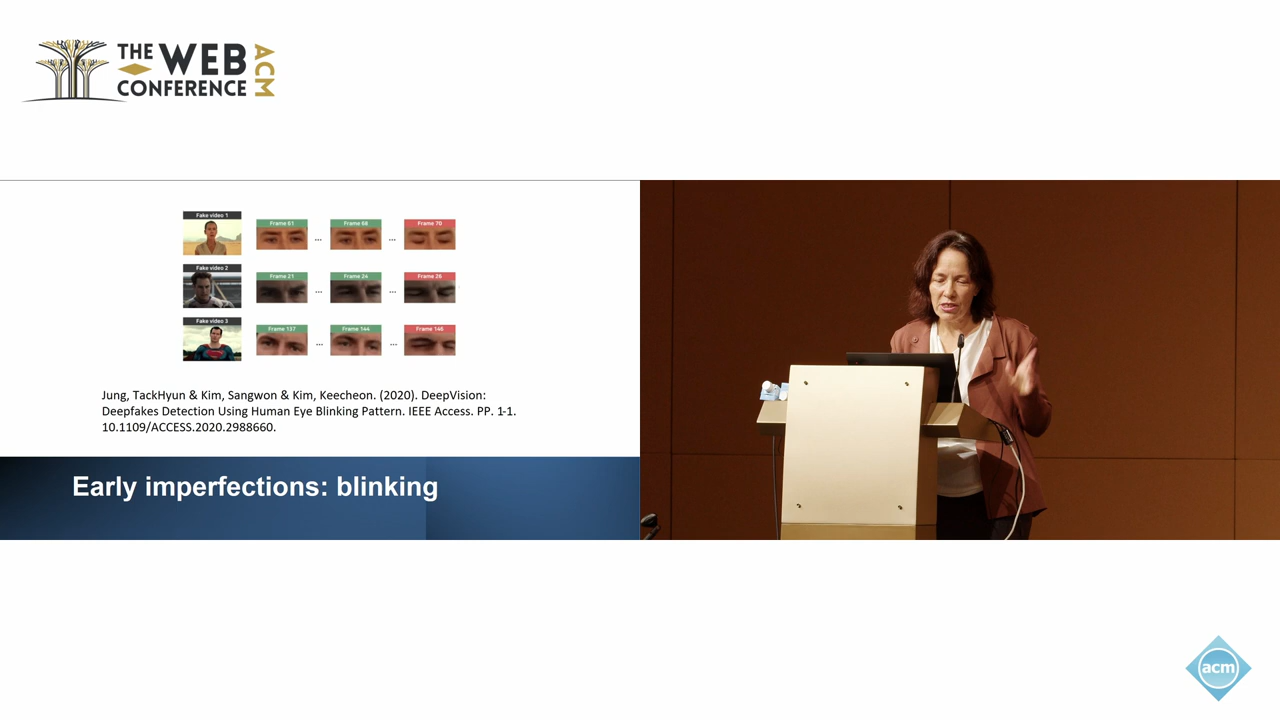 THE WEB
CONFERENCE
ACM
Fake video 1
Frame 61
...
Frame 68
...
Frame 70
Fake video 2
Frame 21
...
Frame 24
...
Frame 26
Fake video 3
Frame 137
...
Frame 144
...
Frame 146
Jung, TackHyun & Kim, Sangwon & Kim, Keecheon. (2020). DeepVision:
Deepfakes Detection Using Human Eye Blinking Pattern. IEEE Access. PP. 1-1.
10.1109/ACCESS.2020.2988660.
Early imperfections: blinking
acm